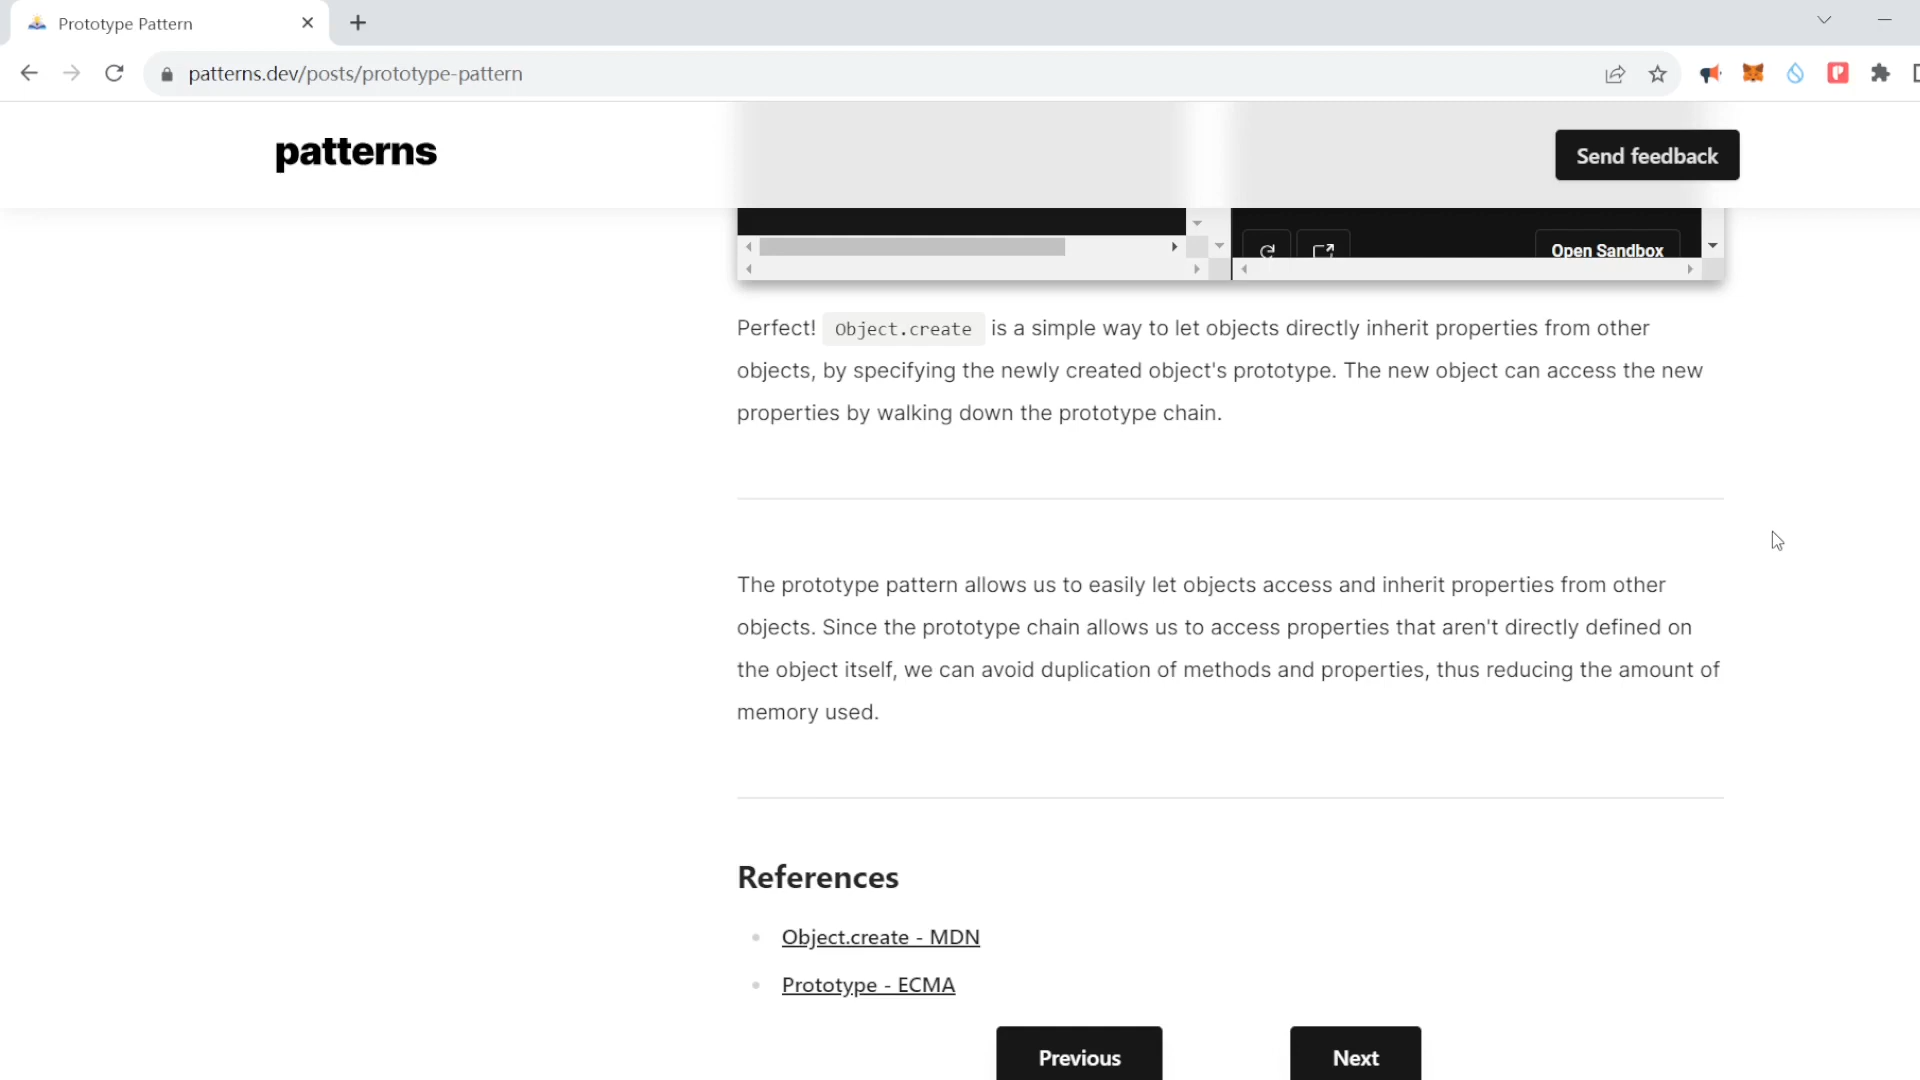 Prototype Pattern
patterns.dev/posts/prototype-pattern
patterns
Send feedback
Open Sandbox
Perfect! Object.create is a simple way to let objects directly inherit properties from other
objects, by specifying the newly created object's prototype. The new object can access the new
properties by walking down the prototype chain.
The prototype pattern allows us to easily let objects access and inherit properties from other
objects. Since the prototype chain allows us to access properties that aren't directly defined on
the object itself, we can avoid duplication of methods and properties, thus reducing the amount of
memory used.
References
Object.create - MDN
Prototype - ECMA
Previous
Next